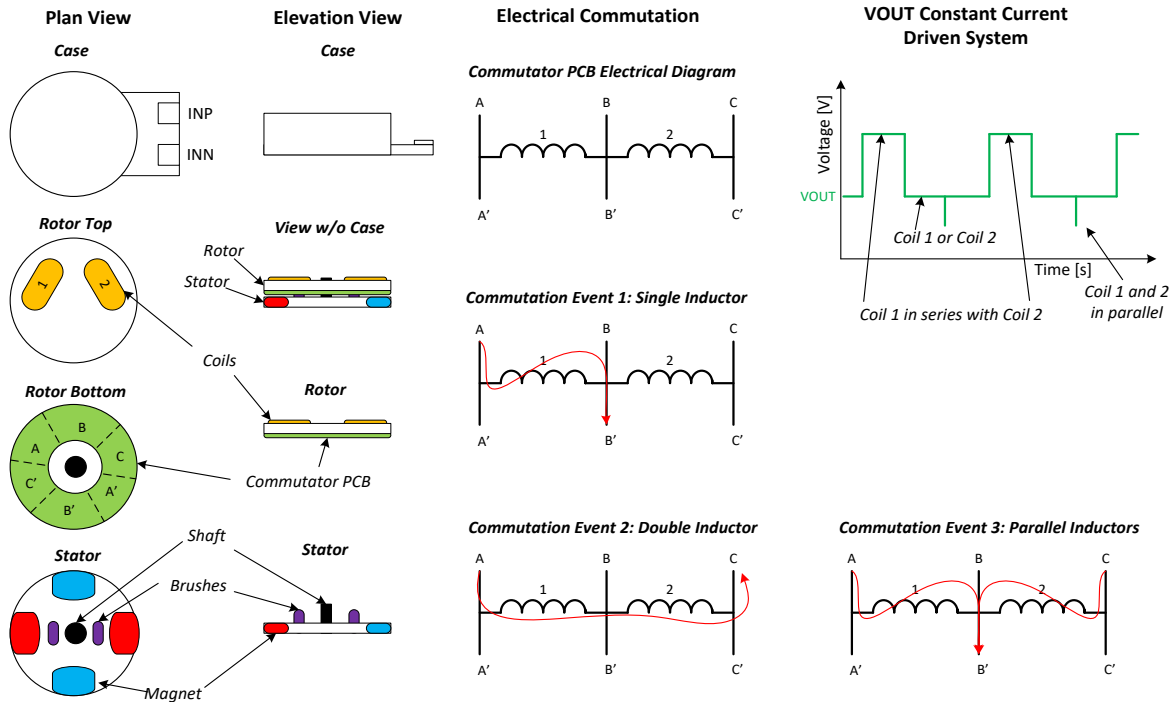 Plan View
Case
INP
INN
Rotor Top
1
2
Coils
Rotor Bottom
A
B
C
C'
B'
A'
Stator
Shaft
Brushes
Magnet
Elevation View
Case
View w/o Case
Rotor
Stator
Rotor
Commutator PCB
Stator
Electrical Commutation
Commutator PCB Electrical Diagram
A
B
C
1
2
A'
B'
C'
Commutation Event 1: Single Inductor
A
B
C
1
2
A'
B'
C'
Commutation Event 2: Double Inductor
A
B
C
1
2
A'
B'
C'
VOUT Constant Current
Driven System
Voltage [V]
VOUT
Coil 1 or Coil 2
Time [s]
Coil 1 in series with Coil 2
Coil 1 and 2
in parallel
Commutation Event 3: Parallel Inductors
A
B
C
1
2
A'
B'
C'